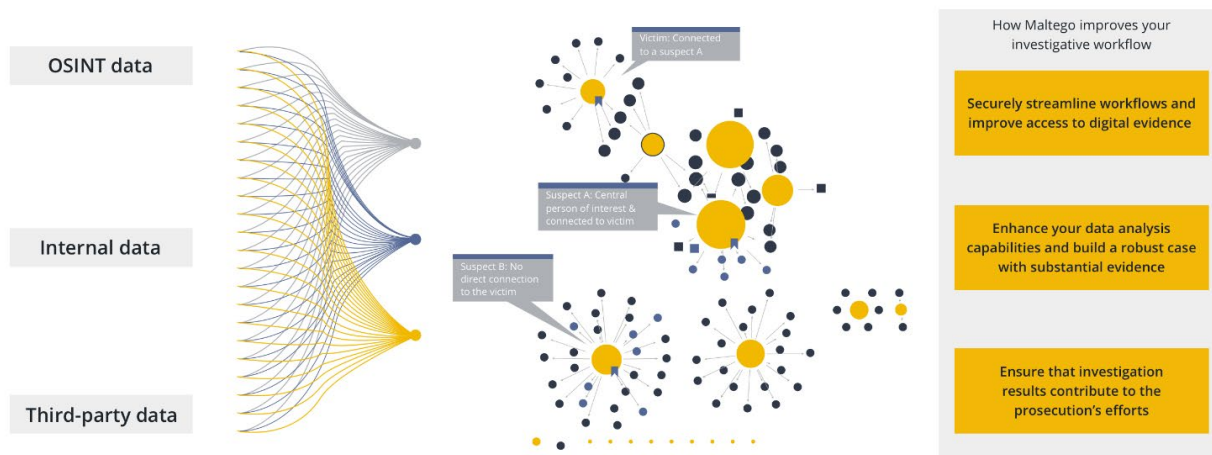 OSINT data
Internal data
Third-party data
Victim: Connected
to a suspect A
Suspect A: Central
person of interest &
connected to victim
Suspect B: No
direct connection
to the victim
How Maltego improves your
investigative workflow
Securely streamline workflows and
improve access to digital evidence
Enhance your data analysis
capabilities and build a robust case
with substantial evidence
Ensure that investigation
results contribute to the
prosecution's efforts